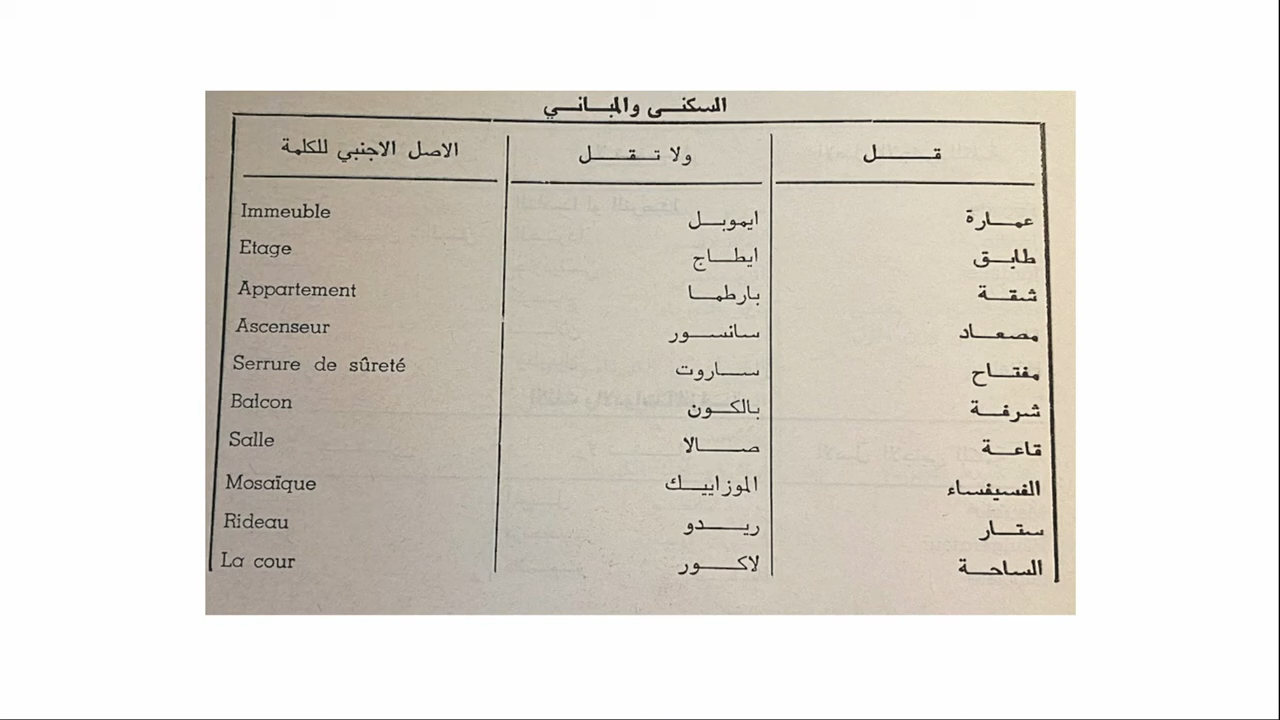 السكنى والمباني
قل ولا تقل الاصل الاجنبي للكلمة
عمارة ايموبل Immeuble
طابق ايطاج Etage
شقة بارطما Appartement
مصعاد سانسور Ascenseur
مفتاح ساروت Serrure de sûreté
شرفة بالكون Balcon
قاعة صالا Salle
الفسيفساء الموزاييك Mosaïque
ستار ريدو Rideau
الساحة لاكور La cour